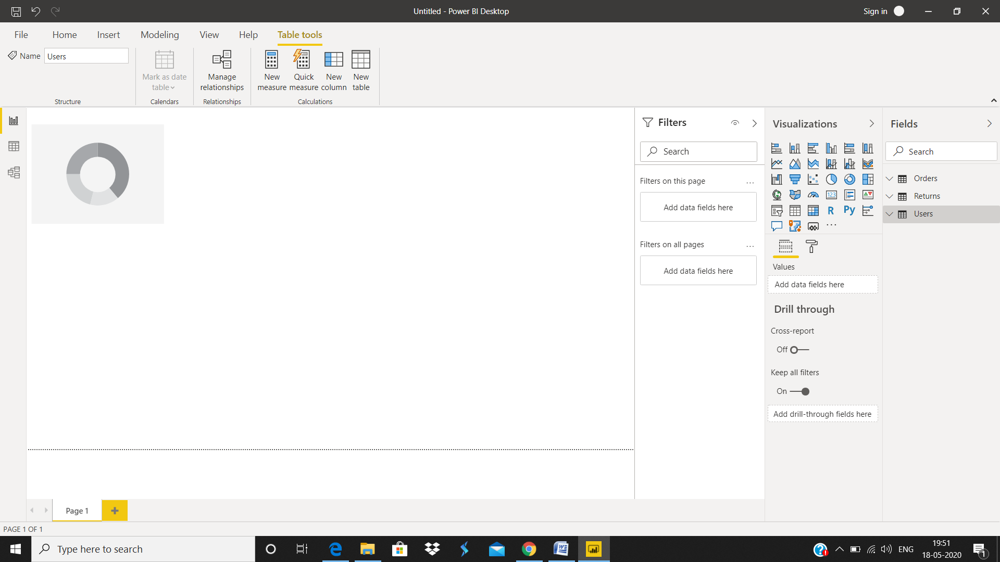 Untitled - Power BI Desktop
Sign in
File Home Insert Modeling View Help Table tools
Name Users
Mark as date table
Manage relationships
New measure
Quick measure
New column
New table
Structure Calendars Relationships Calculations
Filters
Search
Filters on this page ...
Add data fields here
Filters on all pages ...
Add data fields here
Visualizations
123
R Py
...
Values
Add data fields here
Drill through
Cross-report
Off
Keep all filters
On
Add drill-through fields here
Fields
Search
Orders
Returns
Users
Page 1
PAGE 1 OF 1
Type here to search
ENG
19:51
18-05-2020
1